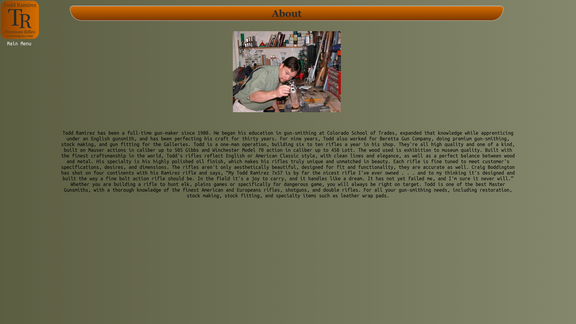 Todd Ramirez
TR
About
Main Menu
Todd Ramirez has been a full-time gun-maker since 1988. He began his education in gun-smithing at Colorado School of Trades, expanded that knowledge while apprenticing
under an English gunsmith, and has been perfecting his craft for thirty years. For nine years, Todd also worked for Beretta Gun Company, doing premium gun-smithing,
stock making, and gun fitting for the Galleries. Todd is a one-man operation, building six to ten rifles a year in his shop. They're all high quality and one of a kind,
built on Mauser actions in caliber up to 505 Gibbs and Winchester Model 70 action in caliber up to 458 Lott. The wood used is exhibition to museum quality. Built with
the finest craftsmanship in the world, Todd's rifles reflect English or American Classic style, with clean lines and elegance, as well as a perfect balance between wood
and metal. His specialty is his highly polished oil finish, which makes his rifles truly unique and unmatched in beauty. Each rifle is fine tuned to meet customer's
specifications, desires, and dimensions. The rifles aren't only aesthetically beautiful, designed for fit and functionality, they are accurate as well. Craig Boddington
has shot on four continents with his Ramirez rifle and says, "My Todd Ramirez 7x57 is by far the nicest rifle I've ever owned . . . and to my thinking it's designed and
built the way a fine bolt action rifle should be. In the field it's a joy to carry, and it handles like a dream. It has not yet failed me, and I'm sure it never will."
Whether you are building a rifle to hunt elk, plains games or specifically for dangerous game, you will always be right on target. Todd is one of the best Master
Gunsmiths, with a thorough knowledge of the finest American and Europeans rifles, shotguns, and double rifles. For all your gun-smithing needs, including restoration,
stock making, stock fitting, and specialty items such as leather wrap pads.